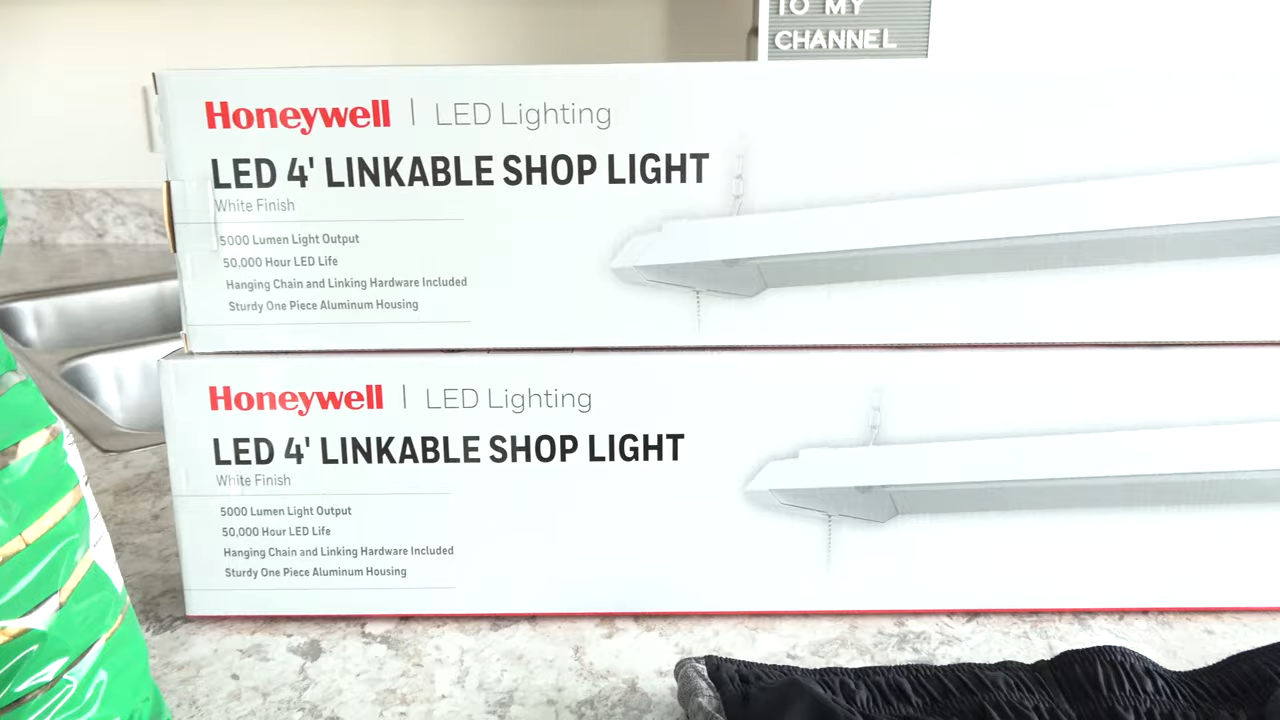 TO MY
CHANNEL
Honeywell | LED Lighting
LED 4' LINKABLE SHOP LIGHT
White Finish
5000 Lumen Light Output
50,000 Hour LED Life
Hanging Chain and Linking Hardware Included
Sturdy One Piece Aluminum Housing
Honeywell | LED Lighting
LED 4' LINKABLE SHOP LIGHT
White Finish
5000 Lumen Light Output
50,000 Hour LED Life
Hanging Chain and Linking Hardware Included
Sturdy One Piece Aluminum Housing